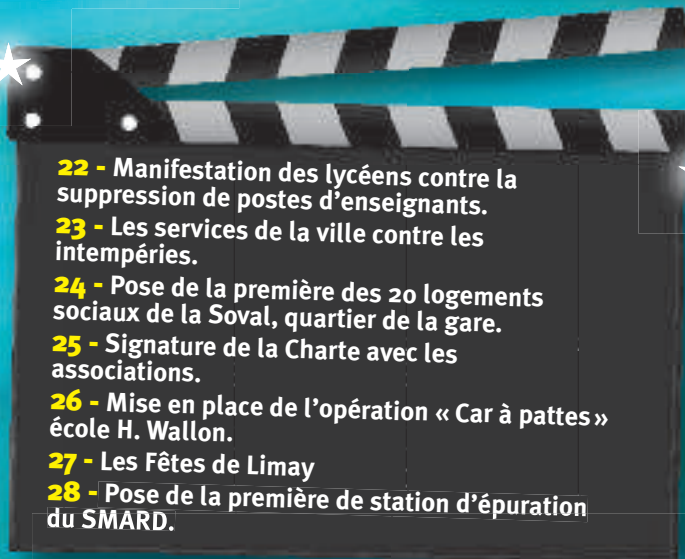 22 - Manifestation des lycéens contre la
suppression de postes d’enseignants.
23 - Les services de la ville contre les
intempéries.
24 - Pose de la première des 20 logements
sociaux de la Soval, quartier de la gare.
25 - Signature de la Charte avec les
associations.
26 - Mise en place de l’opération « Car à pattes »
école H. Wallon.
27 - Les Fêtes de Limay
28 - Pose de la première de station d’épuration
du SMARD.